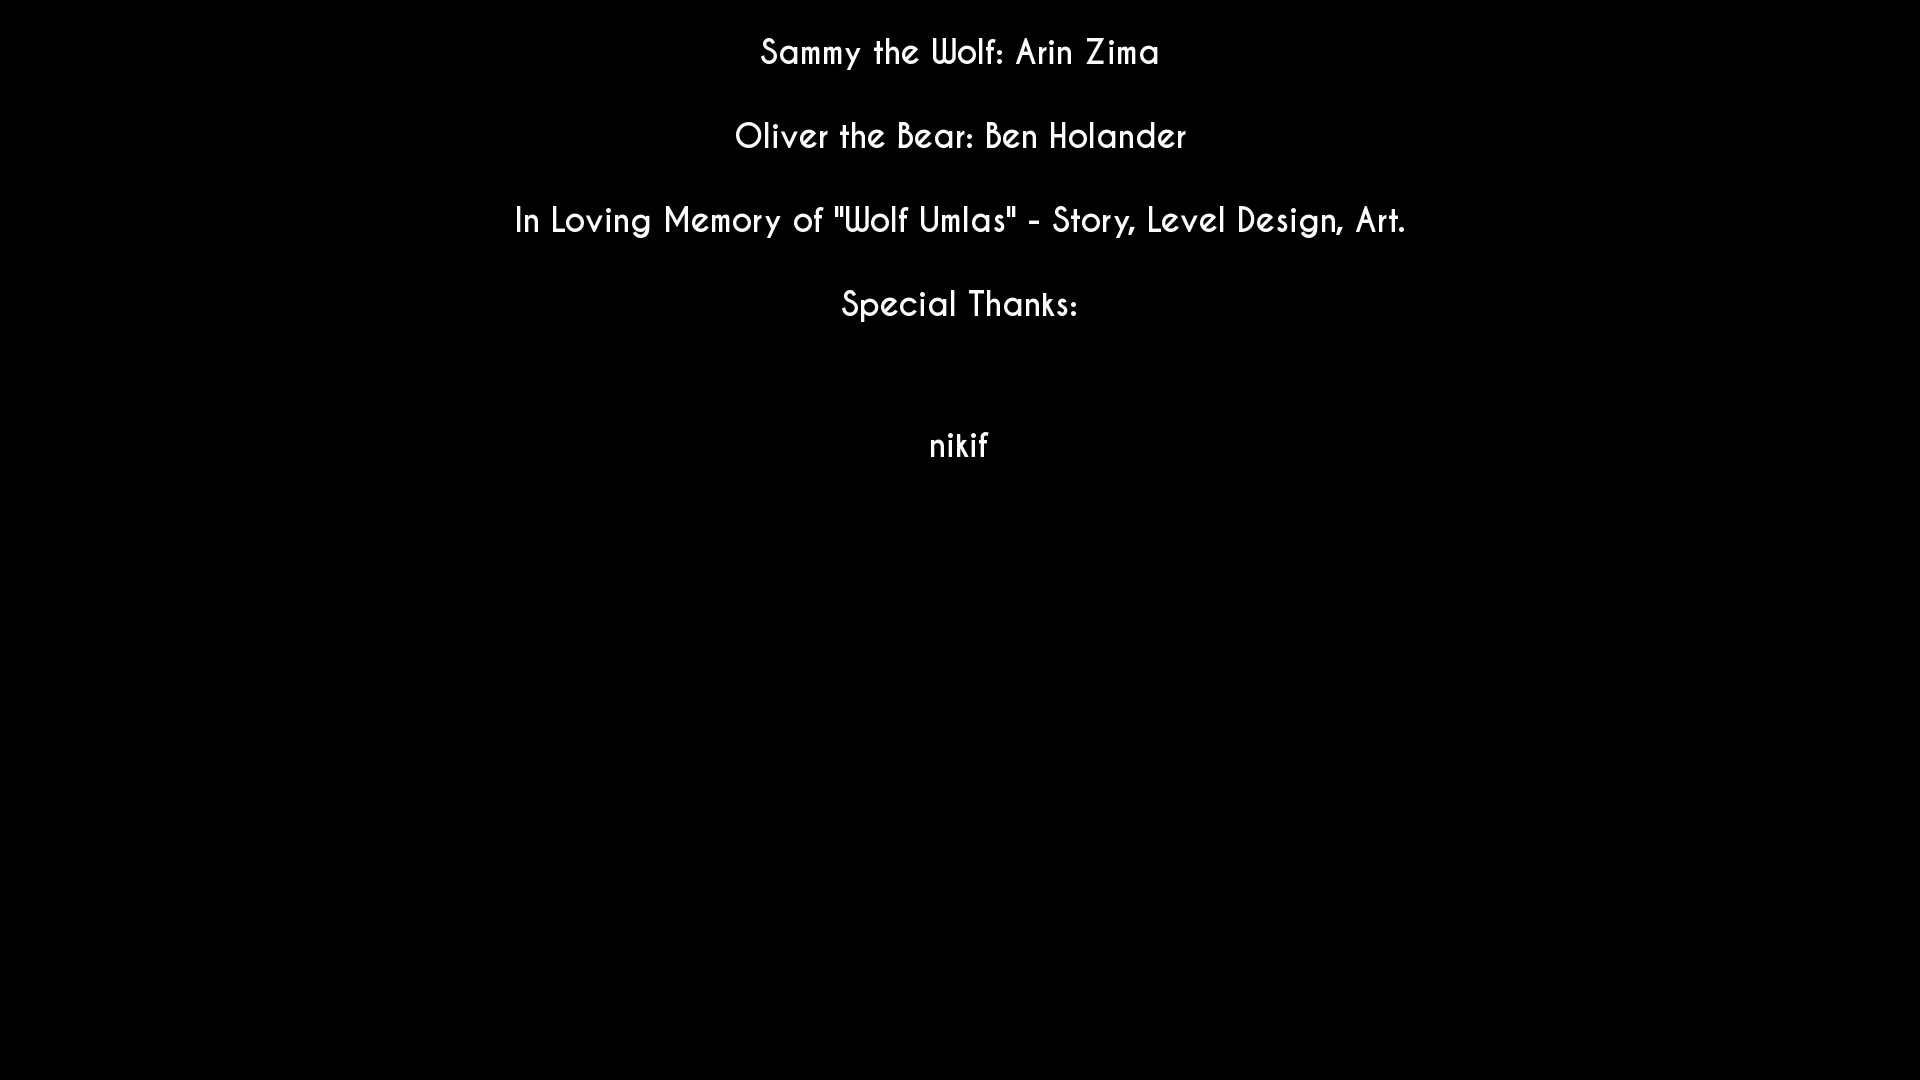 Sammy the Wolf: Arin Zima
Oliver the Bear: Ben Holander
In Loving Memory of "Wolf Umlas" - Story, Level Design, Art.
Special Thanks:
nikif